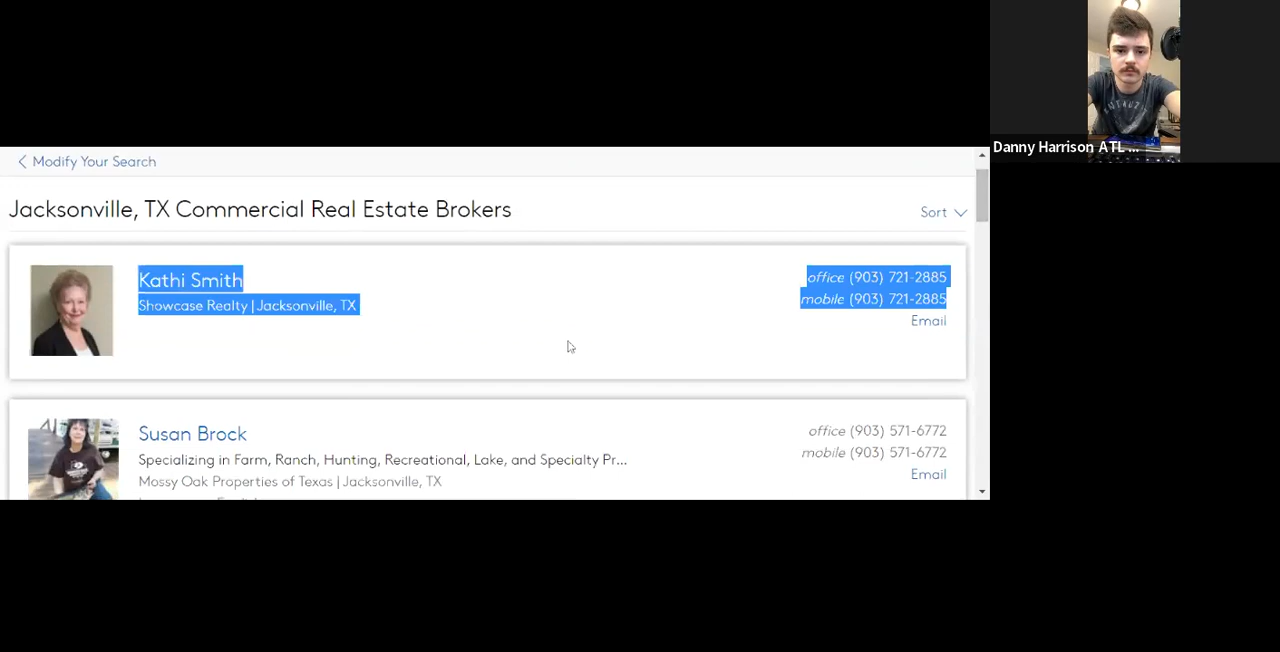 Danny Harrison ATL ...
Modify Your Search
Jacksonville, TX Commercial Real Estate Brokers
Sort
Kathi Smith
Showcase Realty | Jacksonville, TX
office (903) 721-2885
mobile (903) 721-2885
Email
Susan Brock
Specializing in Farm, Ranch, Hunting, Recreational, Lake, and Specialty Pr...
Mossy Oak Properties of Texas | Jacksonville, TX
office (903) 571-6772
mobile (903) 571-6772
Email